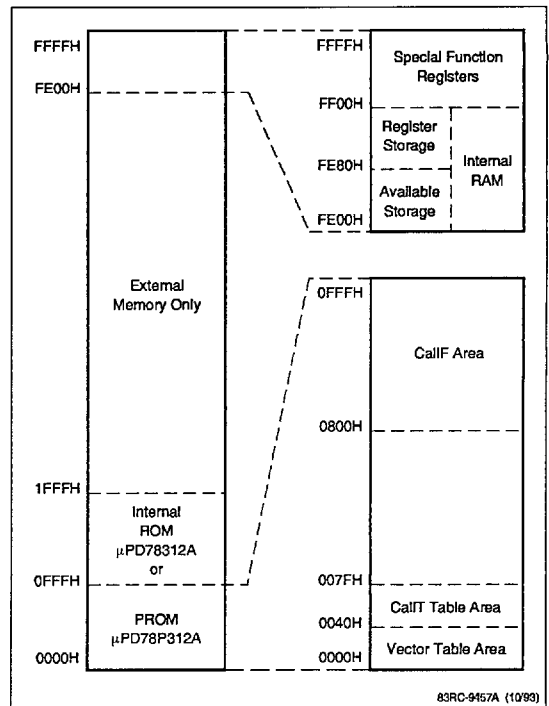 FFFFH
FE00H
External
Memory Only
1FFFH
Internal
ROM
μPD78312A
or
0FFFH
PROM
μPD78P312A
0000H
FFFFH
Special Function
Registers
FF00H
Register
Storage
Internal
RAM
FE80H
Available
Storage
FE00H
0FFFH
CallF Area
0800H
007FH
CallT Table Area
0040H
Vector Table Area
0000H
83RC-9457A (10/93)